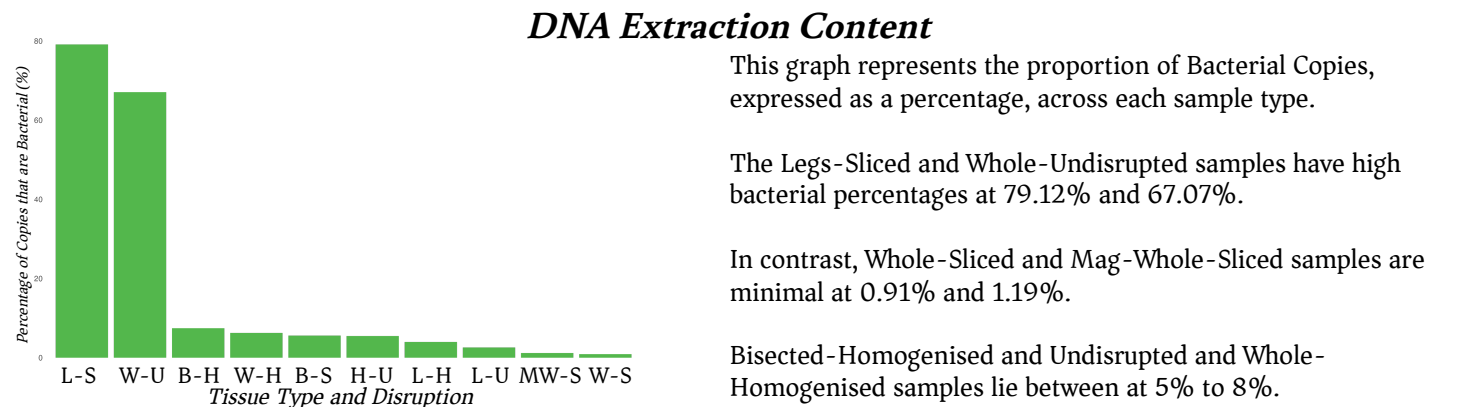 DNA Extraction Content
80
60
40
20
0
Percentage of Copies that are Bacterial (%)
L-S W-U B-H W-H B-S H-U L-H L-U MW-S W-S
Tissue Type and Disruption
This graph represents the proportion of Bacterial Copies,
expressed as a percentage, across each sample type.
The Legs-Sliced and Whole-Undisrupted samples have high
bacterial percentages at 79.12% and 67.07%.
In contrast, Whole-Sliced and Mag-Whole-Sliced samples are
minimal at 0.91% and 1.19%.
Bisected-Homogenised and Undisrupted and Whole-
Homogenised samples lie between at 5% to 8%.